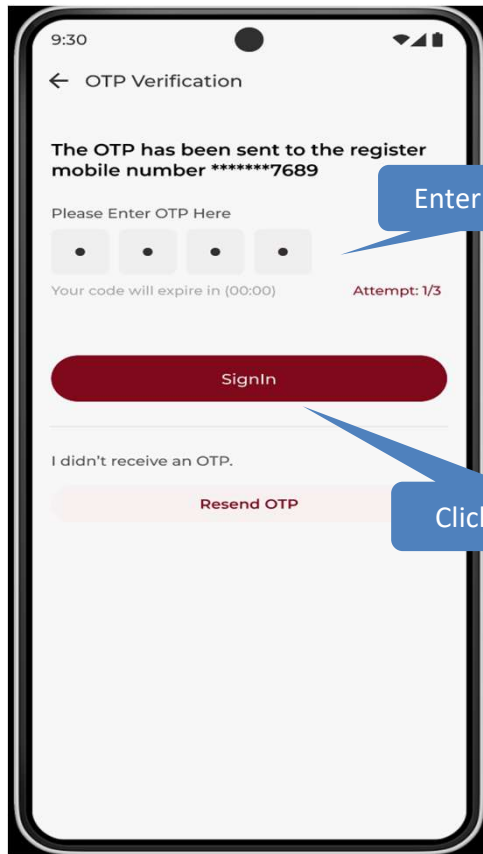 9:30
← OTP Verification
The OTP has been sent to the register
mobile number *******7689
Enter
Please Enter OTP Here
Your code will expire in (00:00) Attempt: 1/3
SignIn
I didn't receive an OTP.
Resend OTP